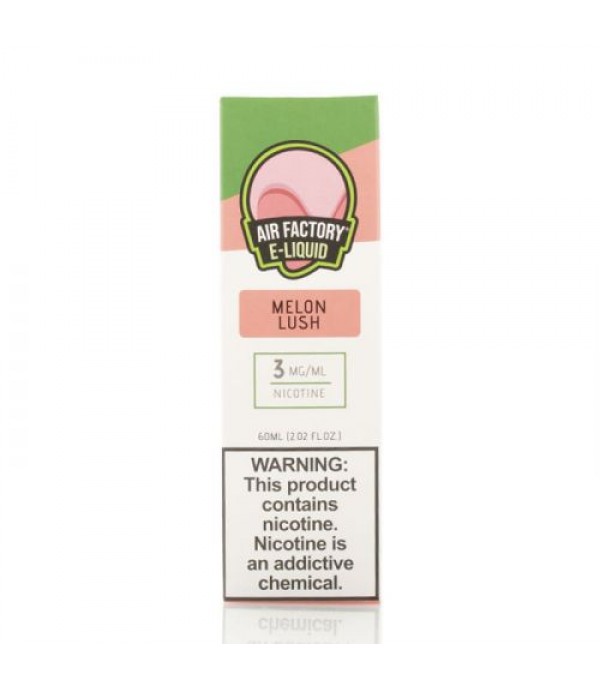 AIR FACTORY
E-LIQUID
MELON
LUSH
3 MG/ML
NICOTINE
60ML (2.02 FL.OZ.)
WARNING:
This product
contains
nicotine.
Nicotine is
an addictive
chemical.